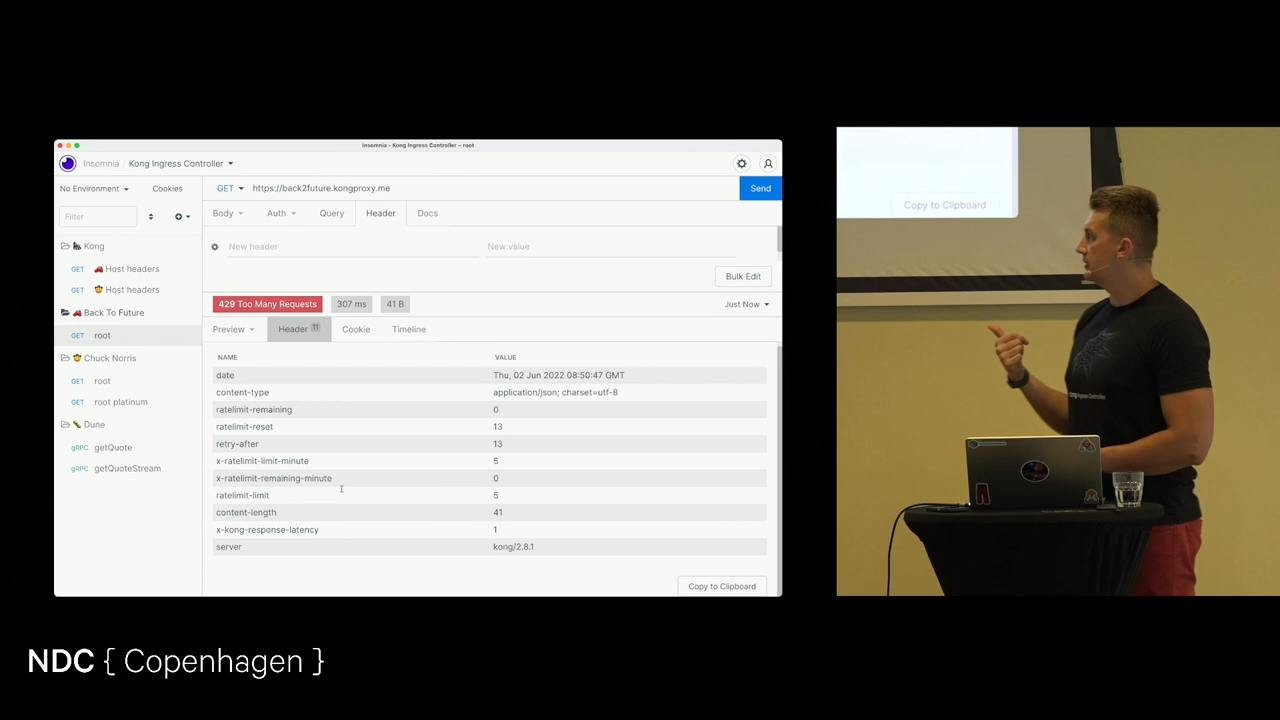 Insomnia - Kong Ingress Controller – root
Insomnia / Kong Ingress Controller
No Environment Cookies
GET https://back2future.kongproxy.me Send
Filter
Body Auth Query Header Docs
New header New value
Bulk Edit
Kong
GET Host headers
GET Host headers
Back To Future
GET root
Chuck Norris
GET root
GET root platinum
Dune
gRPC getQuote
gRPC getQuoteStream
429 Too Many Requests 307 ms 41 B Just Now
Preview Header 11 Cookie Timeline
NAME VALUE
date Thu, 02 Jun 2022 08:50:47 GMT
content-type application/json; charset=utf-8
ratelimit-remaining 0
ratelimit-reset 13
retry-after 13
x-ratelimit-limit-minute 5
x-ratelimit-remaining-minute 0
ratelimit-limit 5
content-length 41
x-kong-response-latency 1
server kong/2.8.1
Copy to Clipboard
Copy to Clipboard
Kong Ingress Controller
NDC { Copenhagen }